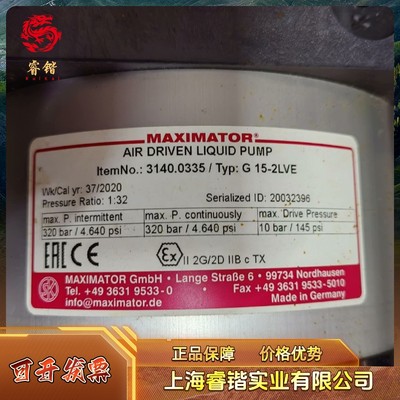 睿锴
MAXIMATOR®
AIR DRIVEN LIQUID PUMP
ItemNo.: 3140.0335 / Typ: G 15-2LVE
Wk/Cal yr: 37/2020
Pressure Ratio: 1:32
Serialized ID: 20032396
max. P. intermittent
max. P. continuously
max. Drive Pressure
320 bar / 4.640 psi
320 bar / 4.640 psi
10 bar / 145 psi
EAC CE Ex II 2G/2D IIB c TX
MAXIMATOR GmbH • Lange Straße 6 • 99734 Nordhausen
Tel. +49 3631 9533-0 • Fax +49 3631 9533-5010
info@maximator.de
Made in Germany
可开发票
正品保障 价格优势
上海睿锴实业有限公司